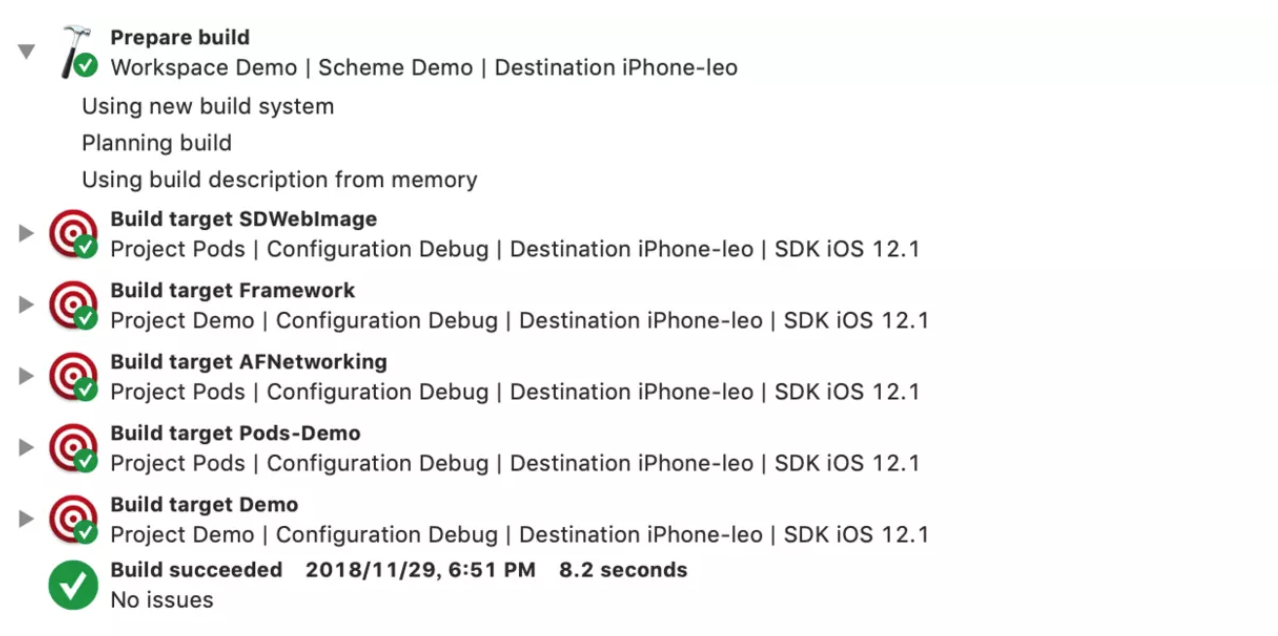 Prepare build
Workspace Demo | Scheme Demo | Destination iPhone-leo
Using new build system
Planning build
Using build description from memory
Build target SDWebImage
Project Pods | Configuration Debug | Destination iPhone-leo | SDK iOS 12.1
Build target Framework
Project Demo | Configuration Debug | Destination iPhone-leo | SDK iOS 12.1
Build target AFNetworking
Project Pods | Configuration Debug | Destination iPhone-leo | SDK iOS 12.1
Build target Pods-Demo
Project Pods | Configuration Debug | Destination iPhone-leo | SDK iOS 12.1
Build target Demo
Project Demo | Configuration Debug | Destination iPhone-leo | SDK iOS 12.1
Build succeeded 2018/11/29, 6:51 PM 8.2 seconds
No issues